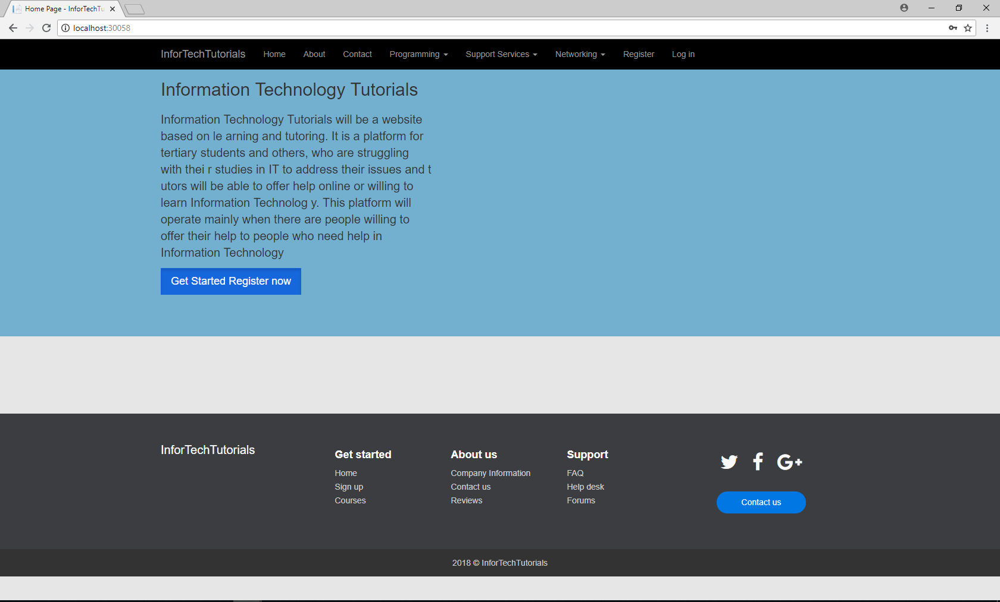 Home Page - InforTechTu
localhost:30058
InforTechTutorials Home About Contact Programming Support Services Networking Register Log in
Information Technology Tutorials
Information Technology Tutorials will be a website
based on le arning and tutoring. It is a platform for
tertiary students and others, who are struggling
with thei r studies in IT to address their issues and t
utors will be able to offer help online or willing to
learn Information Technolog y. This platform will
operate mainly when there are people willing to
offer their help to people who need help in
Information Technology
Get Started Register now
InforTechTutorials
Get started
Home
Sign up
Courses
About us
Company Information
Contact us
Reviews
Support
FAQ
Help desk
Forums
G+
Contact us
2018 © InforTechTutorials